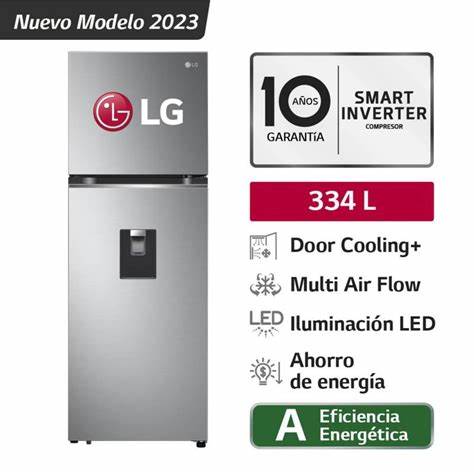 Nuevo Modelo 2023
LG
LG
10 AÑOS
GARANTÍA
SMART
INVERTER
COMPRESOR
334 L
Door Cooling+
Multi Air Flow
LED Iluminación LED
Ahorro
de energía
A Eficiencia
Energética